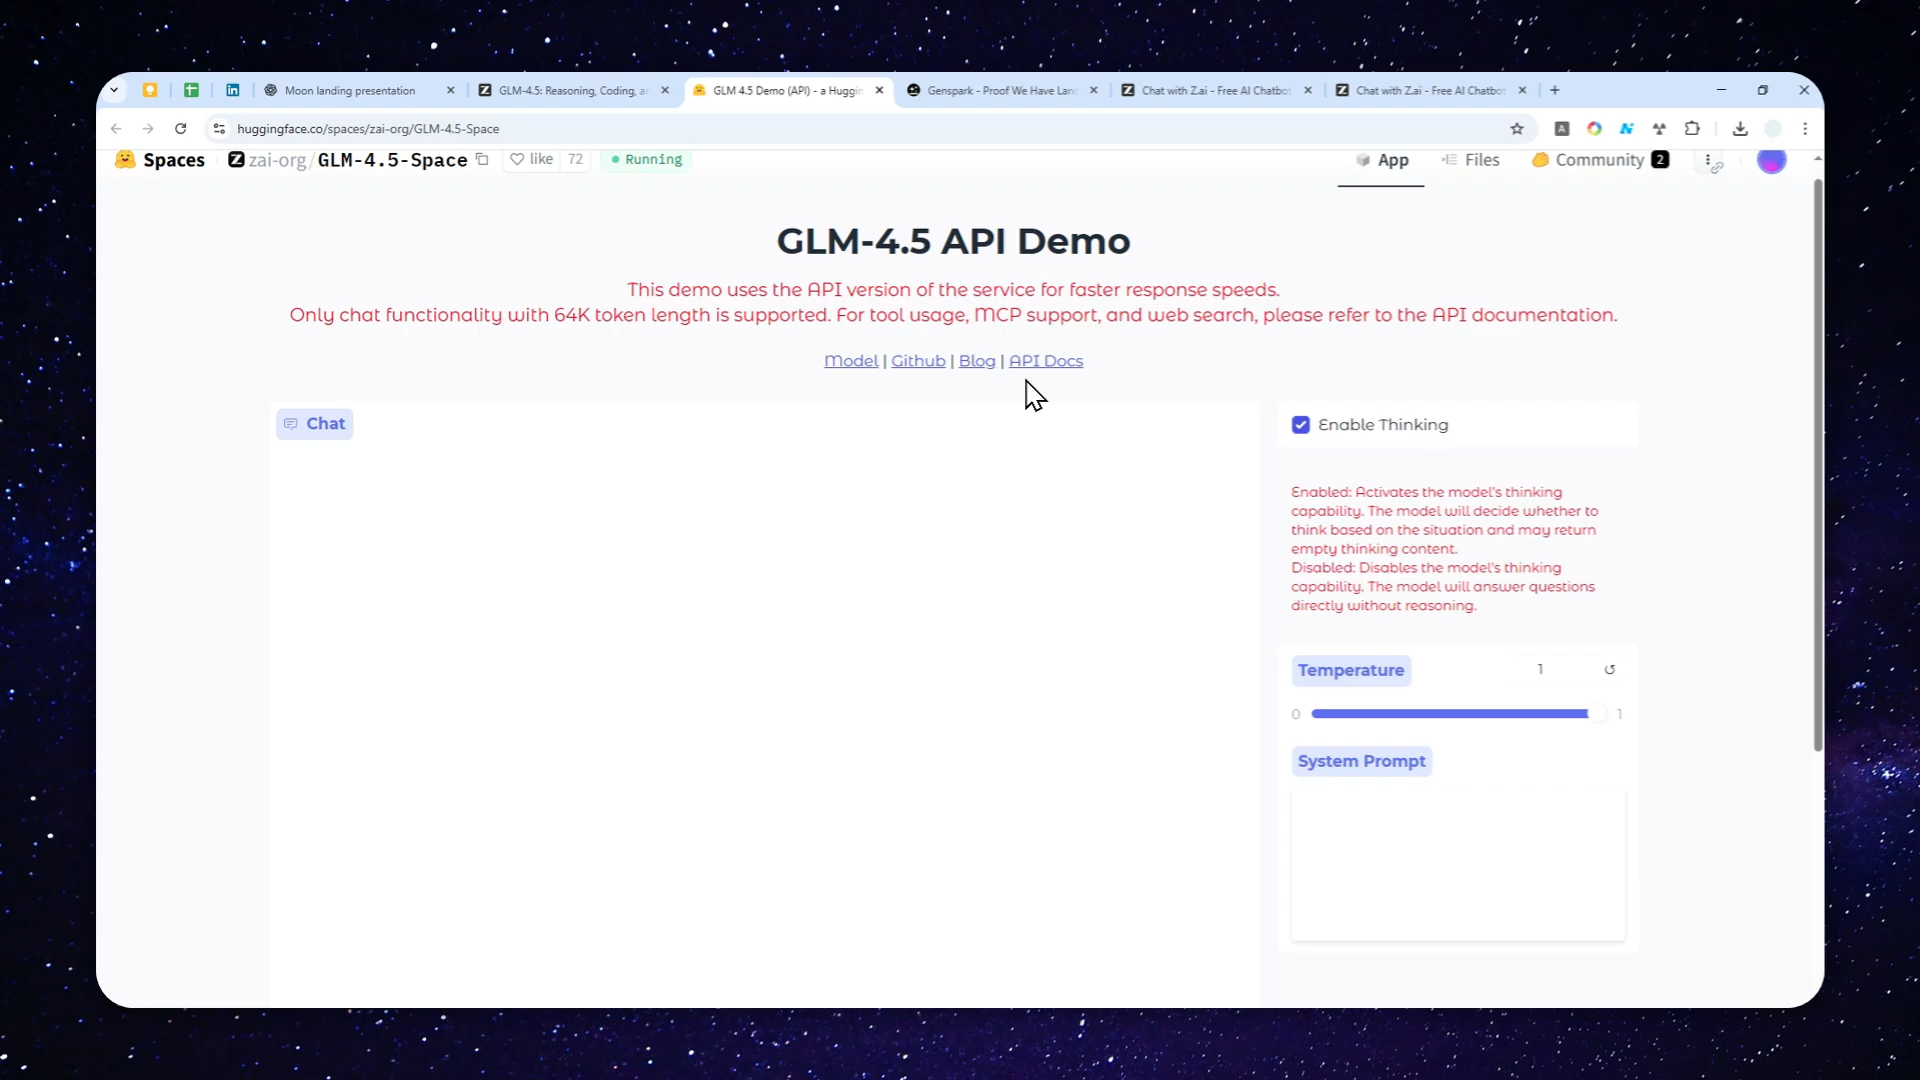 Moon landing presentation
GLM-4.5: Reasoning, Coding, a
GLM 4.5 Demo (API) - a Huggin
Genspark - Proof We Have Lan
Chat with Z.ai - Free AI Chatbot
Chat with Z.ai - Free AI Chatbot
huggingface.co/spaces/zai-org/GLM-4.5-Space
Spaces zai-org/GLM-4.5-Space like 72 Running App Files Community 2
GLM-4.5 API Demo
This demo uses the API version of the service for faster response speeds.
Only chat functionality with 64K token length is supported. For tool usage, MCP support, and web search, please refer to the API documentation.
Model | Github | Blog | API Docs
Chat
Enable Thinking
Enabled: Activates the model's thinking
capability. The model will decide whether to
think based on the situation and may return
empty thinking content.
Disabled: Disables the model's thinking
capability. The model will answer questions
directly without reasoning.
Temperature 1
0 1
System Prompt